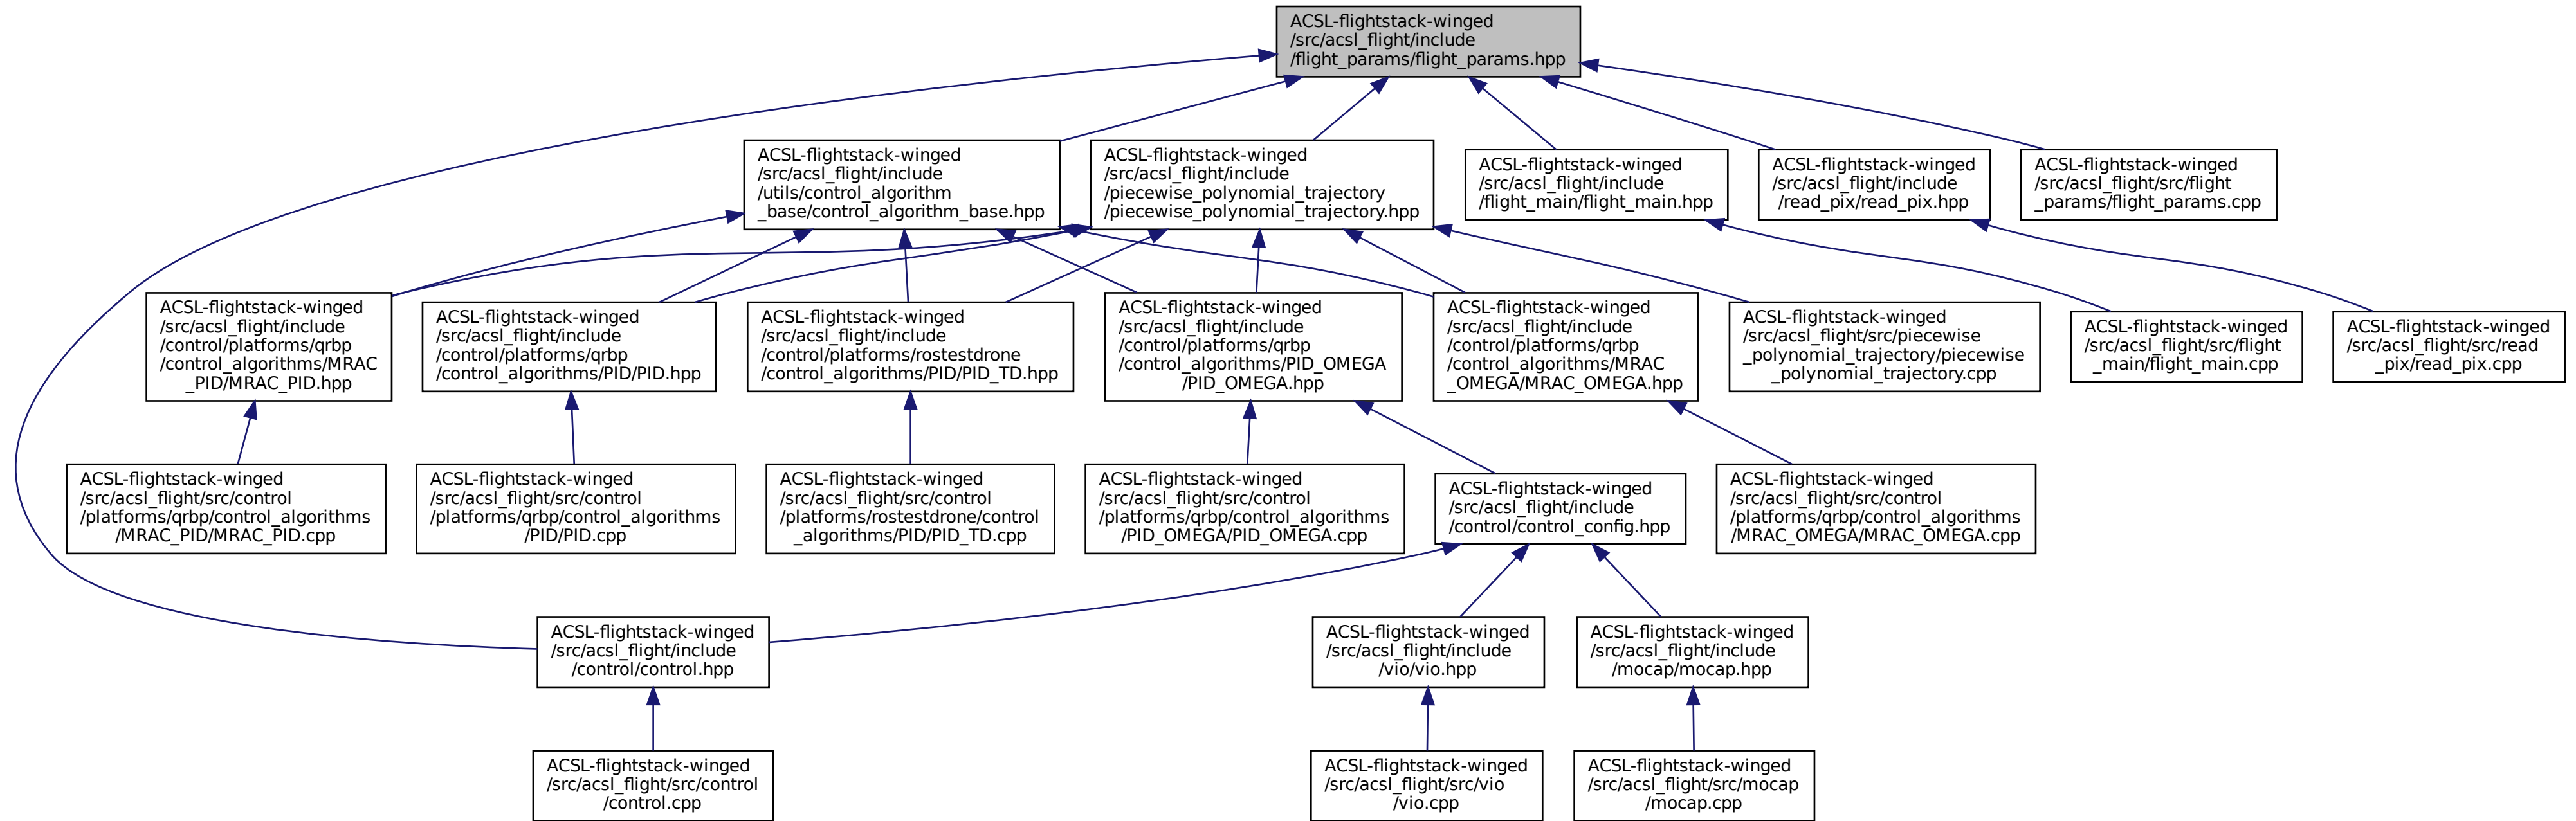 ACSL-flightstack-winged
/src/acsl_flight/include
/flight_params/flight_params.hpp
ACSL-flightstack-winged
/src/acsl_flight/include
/utils/control_algorithm
_base/control_algorithm_base.hpp
ACSL-flightstack-winged
/src/acsl_flight/include
/piecewise_polynomial_trajectory
/piecewise_polynomial_trajectory.hpp
ACSL-flightstack-winged
/src/acsl_flight/include
/flight_main/flight_main.hpp
ACSL-flightstack-winged
/src/acsl_flight/include
/read_pix/read_pix.hpp
ACSL-flightstack-winged
/src/acsl_flight/src/flight
_params/flight_params.cpp
ACSL-flightstack-winged
/src/acsl_flight/include
/control/platforms/qrbp
/control_algorithms/MRAC
_PID/MRAC_PID.hpp
ACSL-flightstack-winged
/src/acsl_flight/include
/control/platforms/qrbp
/control_algorithms/PID/PID.hpp
ACSL-flightstack-winged
/src/acsl_flight/include
/control/platforms/rostestdrone
/control_algorithms/PID/PID_TD.hpp
ACSL-flightstack-winged
/src/acsl_flight/include
/control/platforms/qrbp
/control_algorithms/PID_OMEGA
/PID_OMEGA.hpp
ACSL-flightstack-winged
/src/acsl_flight/include
/control/platforms/qrbp
/control_algorithms/MRAC
_OMEGA/MRAC_OMEGA.hpp
ACSL-flightstack-winged
/src/acsl_flight/src/piecewise
_polynomial_trajectory/piecewise
_polynomial_trajectory.cpp
ACSL-flightstack-winged
/src/acsl_flight/src/flight
_main/flight_main.cpp
ACSL-flightstack-winged
/src/acsl_flight/src/read
_pix/read_pix.cpp
ACSL-flightstack-winged
/src/acsl_flight/src/control
/platforms/qrbp/control_algorithms
/MRAC_PID/MRAC_PID.cpp
ACSL-flightstack-winged
/src/acsl_flight/src/control
/platforms/qrbp/control_algorithms
/PID/PID.cpp
ACSL-flightstack-winged
/src/acsl_flight/src/control
/platforms/rostestdrone/control
_algorithms/PID/PID_TD.cpp
ACSL-flightstack-winged
/src/acsl_flight/src/control
/platforms/qrbp/control_algorithms
/PID_OMEGA/PID_OMEGA.cpp
ACSL-flightstack-winged
/src/acsl_flight/include
/control/control_config.hpp
ACSL-flightstack-winged
/src/acsl_flight/src/control
/platforms/qrbp/control_algorithms
/MRAC_OMEGA/MRAC_OMEGA.cpp
ACSL-flightstack-winged
/src/acsl_flight/include
/control/control.hpp
ACSL-flightstack-winged
/src/acsl_flight/include
/vio/vio.hpp
ACSL-flightstack-winged
/src/acsl_flight/include
/mocap/mocap.hpp
ACSL-flightstack-winged
/src/acsl_flight/src/control
/control.cpp
ACSL-flightstack-winged
/src/acsl_flight/src/vio
/vio.cpp
ACSL-flightstack-winged
/src/acsl_flight/src/mocap
/mocap.cpp